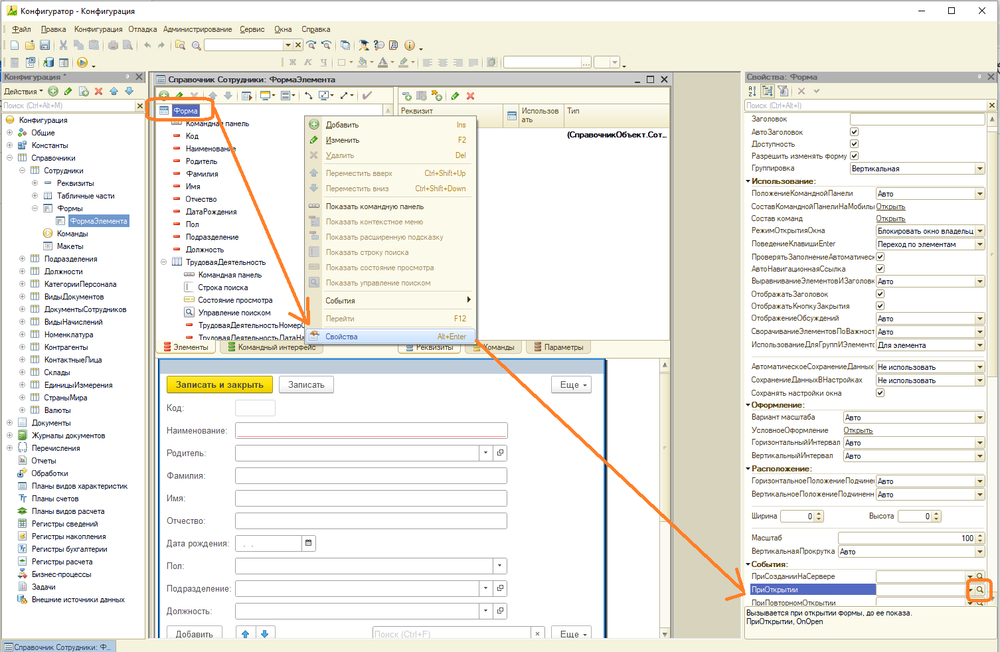 Конфигуратор - Конфигурация
Файл Правка Конфигурация Отладка Администрирование Сервис Окна Справка
Конфигурация *
Действия
Поиск (Ctrl+Alt+M)
Конфигурация
Общие
Константы
Справочники
Сотрудники
Реквизиты
Табличные части
Формы
ФормаЭлемента
Команды
Макеты
Подразделения
Должности
КатегорииПерсонала
ВидыДокументов
ДокументыСотрудников
ВидыНачислений
Номенклатура
Контрагенты
КонтактныеЛица
Склады
ЕдиницыИзмерения
СтраныМира
Валюты
Документы
Журналы документов
Перечисления
Отчеты
Обработки
Планы видов характеристик
Планы счетов
Планы видов расчета
Регистры сведений
Регистры накопления
Регистры бухгалтерии
Регистры расчета
Бизнес-процессы
Задачи
Внешние источники данных
Справочник Сотрудники: ФормаЭлемента
Форма
Командная панель
Код
Наименование
Родитель
Фамилия
Имя
Отчество
ДатаРождения
Пол
Подразделение
Должность
ТрудоваяДеятельность
Командная панель
Строка поиска
Состояние просмотра
Управление поиском
ТрудоваяДеятельностьНомерС
ТрудоваяДеятельностьДатаНа
Элементы Командный интерфейс
Реквизит Использов
ать Тип
(СправочникОбъект.Сот...
Добавить Ins
Изменить F2
Удалить Del
Переместить вверх Ctrl+Shift+Up
Переместить вниз Ctrl+Shift+Down
Показать командную панель
Показать контекстное меню
Показать расширенную подсказку
Показать строку поиска
Показать состояние просмотра
Показать управление поиском
События
Перейти F12
Свойства Alt+Enter
Реквизиты Команды Параметры
Записать и закрыть Записать Еще
Код:
Наименование:
Родитель:
Фамилия:
Имя:
Отчество:
Дата рождения: . .
Пол:
Подразделение:
Должность:
Добавить Поиск (Ctrl+F) × Еще
Свойства: Форма
Поиск (Ctrl+Alt+I)
Заголовок
АвтоЗаголовок
Доступность
Разрешить изменять форму
Группировка Вертикальная
Использование:
ПоложениеКоманднойПанели Авто
СоставКоманднойПанелиНаМобиль Открыть
Состав команд Открыть
РежимОткрытияОкна Блокировать окно владельц
ПоведениеКлавишиEnter Переход по элементам
ПроверятьЗаполнениеАвтоматическ
АвтоНавигационнаяСсылка
ВыравниваниеЭлементовИЗаголовк Авто
ОтображатьЗаголовок
ОтображатьКнопкуЗакрытия
ОтображениеОбсуждений Авто
СворачиваниеЭлементовПоВажност Авто
ИспользованиеДляГруппИЭлементо Для элемента
АвтоматическоеСохранениеДанных Не использовать
СохранениеДанныхВНастройках Не использовать
Сохранять настройки окна
Оформление:
Вариант масштаба Авто
УсловноеОформление Открыть
ГоризонтальныйИнтервал Авто
ВертикальныйИнтервал Авто
Расположение:
ГоризонтальноеПоложениеПодчинен Авто
ВертикальноеПоложениеПодчиненн Авто
Ширина 0 Высота 0
Масштаб 100
ВертикальнаяПрокрутка Авто
События:
ПриСозданииНаСервере
ПриОткрытии
ПриПовторномОткрытии
Вызывается при открытии формы, до ее показа.
ПриОткрытии, OnOpen
Справочник Сотрудники: Ф...